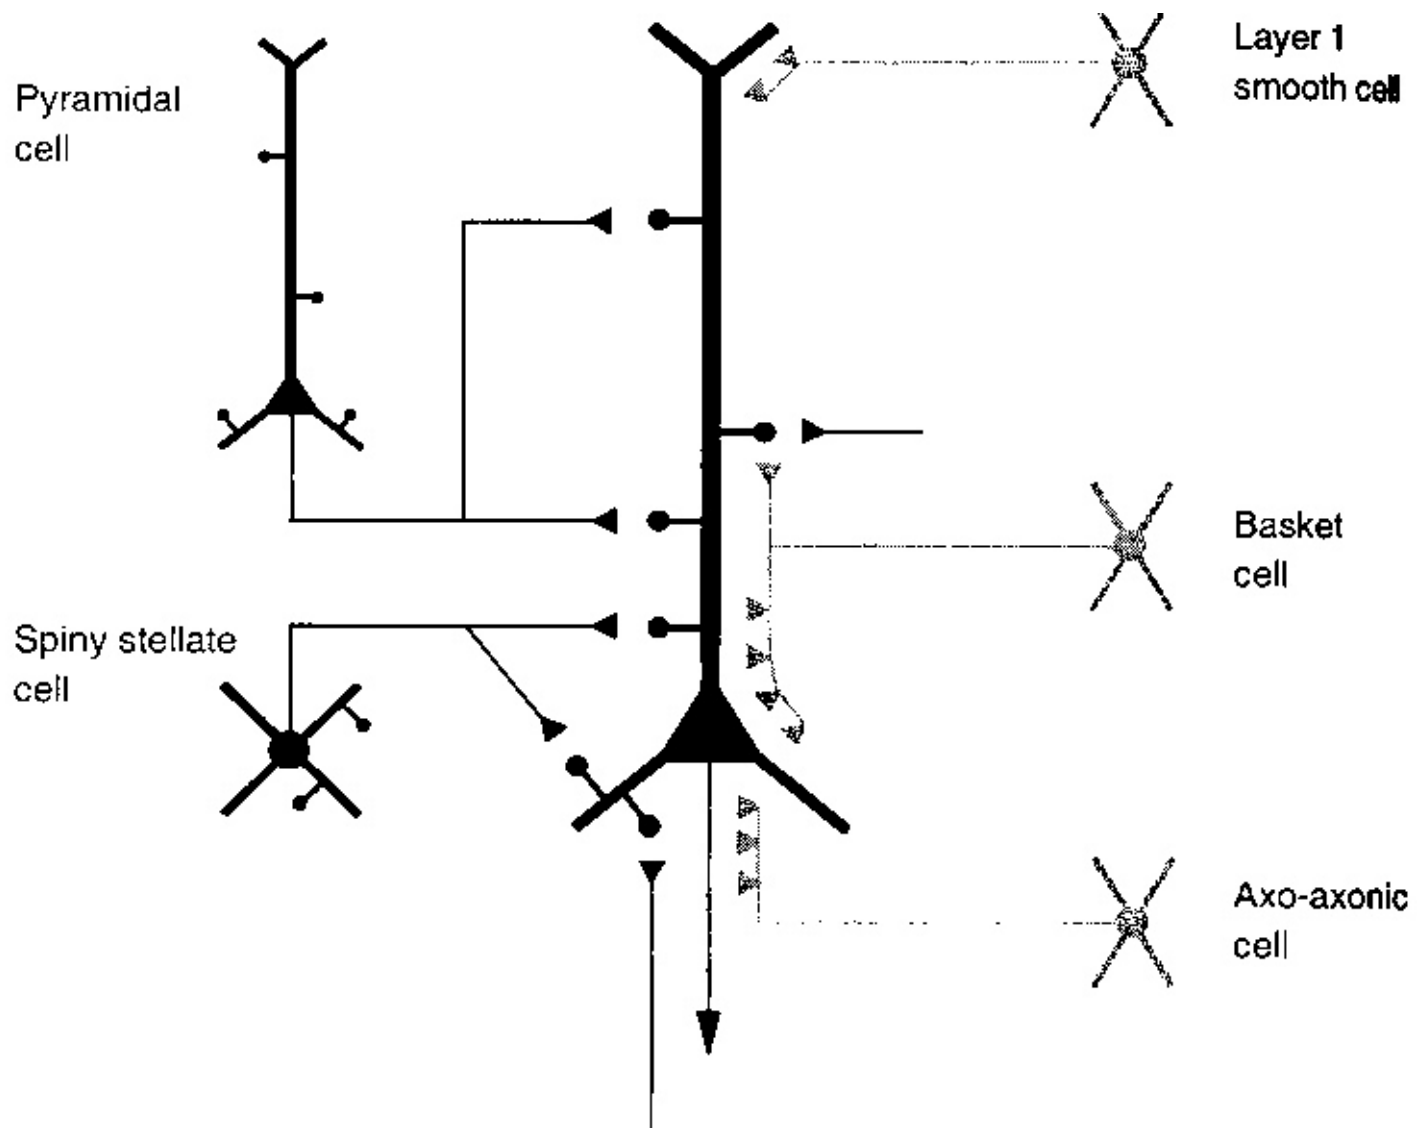 Pyramidal
cell
Layer 1
smooth cell
Basket
cell
Spiny stellate
cell
Axo-axonic
cell